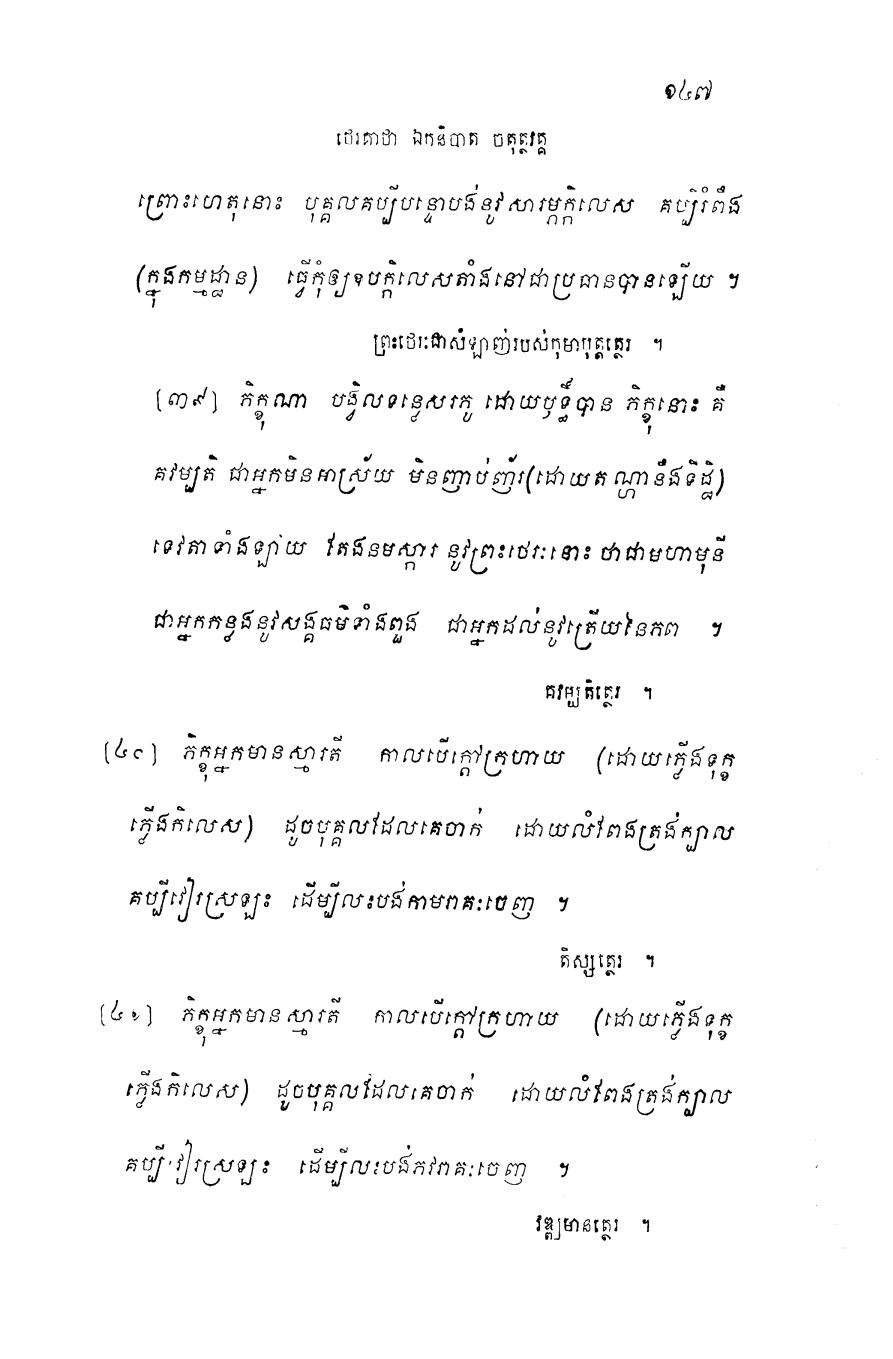 ១៤៧
ថេរគាថា ឯកនិបាត ចតុត្ថវគ្គ
ព្រោះហេតុនោះ បុគ្គលគប្បីបន្ទោបង់នូវសារម្ភក្កិលេស គប្បីរំពឹង
(ក្នុងកម្មដ្ឋាន) ធ្វើកុំឲ្យឧបក្កិលេសតាំងនៅជាប្រធានបានឡើយ ។
ព្រះថេរៈជាសំឡាញ់របស់កុមាបុត្តត្ថេរ ។
[៣៩] ភិក្ខុណា បង្វិលទន្លេសរភូ ដោយឫទ្ធិ៍បាន ភិក្ខុនោះ គឺ
គវម្បតិ ជាអ្នកមិនអាស្រ័យ មិនញាប់ញ័រ(ដោយតណ្ហានឹងទិដ្ឋិ)
ទេវតាទាំងឡាយ តែងនមស្ការ នូវព្រះថេរៈនោះ ថាជាមហាមុនី
ជាអ្នកកន្លងនូវសង្គធម៌ទាំងពួង ជាអ្នកដល់នូវត្រើយនៃភព ។
គវម្បតិត្ថេរ ។
[៤០] ភិក្ខុអ្នកមានស្មារតី កាលបើក្តៅក្រហាយ (ដោយភ្លើងទុក្ខ
ភ្លើងកិលេស) ដូចបុគ្គលដែលគេចាក់ ដោយលំពែងត្រង់ក្បាល
គប្បីវៀរស្រឡះ ដើម្បីលះបង់កាមរាគៈចេញ ។
តិស្សត្ថេរ ។
[៤១] ភិក្ខុអ្នកមានស្មារតី កាលបើក្តៅក្រហាយ (ដោយភ្លើងទុក្ខ
ភ្លើងកិលេស) ដូចបុគ្គលដែលគេចាក់ ដោយលំពែងត្រង់ក្បាល
គប្បីវៀរស្រឡះ ដើម្បីលះបង់ភវរាគៈចេញ ។
វឌ្ឍមានត្ថេរ ។